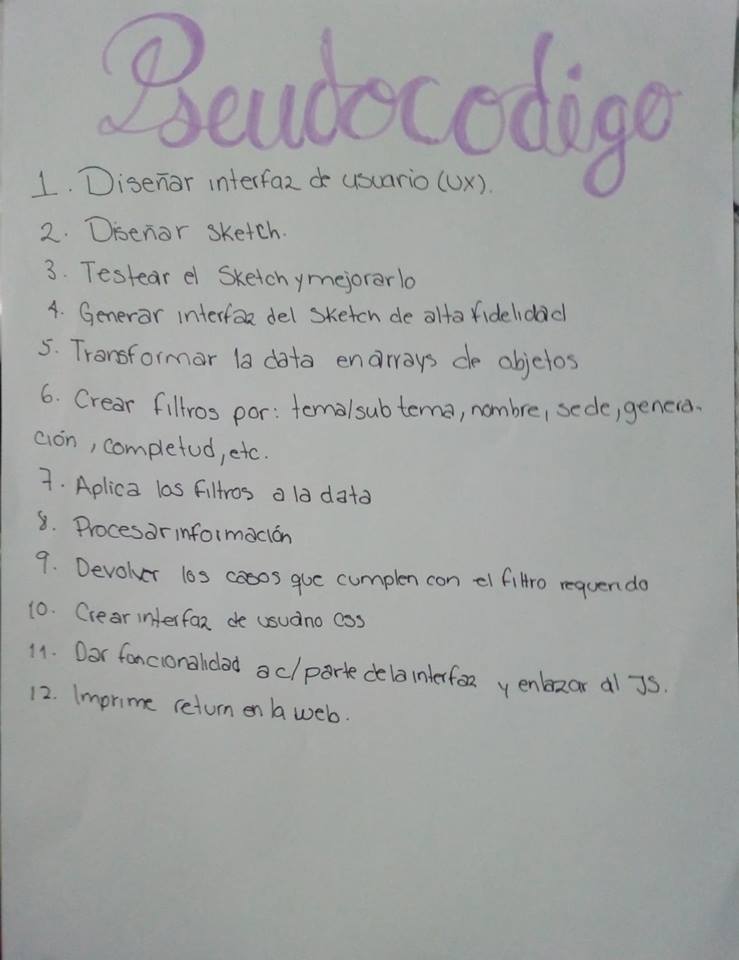 Pseudocodigo
1. Diseñar interfaz de usuario (UX).
2. Diseñar sketch.
3. Testear el Sketch y mejorarlo
4. Generar interfaz del sketch de alta fidelidad
5. Transformar la data en arrays de objetos
6. Crear filtros por: tema/sub tema, nombre, sede, genera-
ción, completud, etc.
7. Aplica los filtros a la data
8. Procesar información
9. Devolver los casos que cumplen con el filtro requerido
10. Crear interfaz de usuario CSS
11. Dar funcionalidad a c/ parte de la interfaz y enlazar al JS.
12. Imprime return en la web.